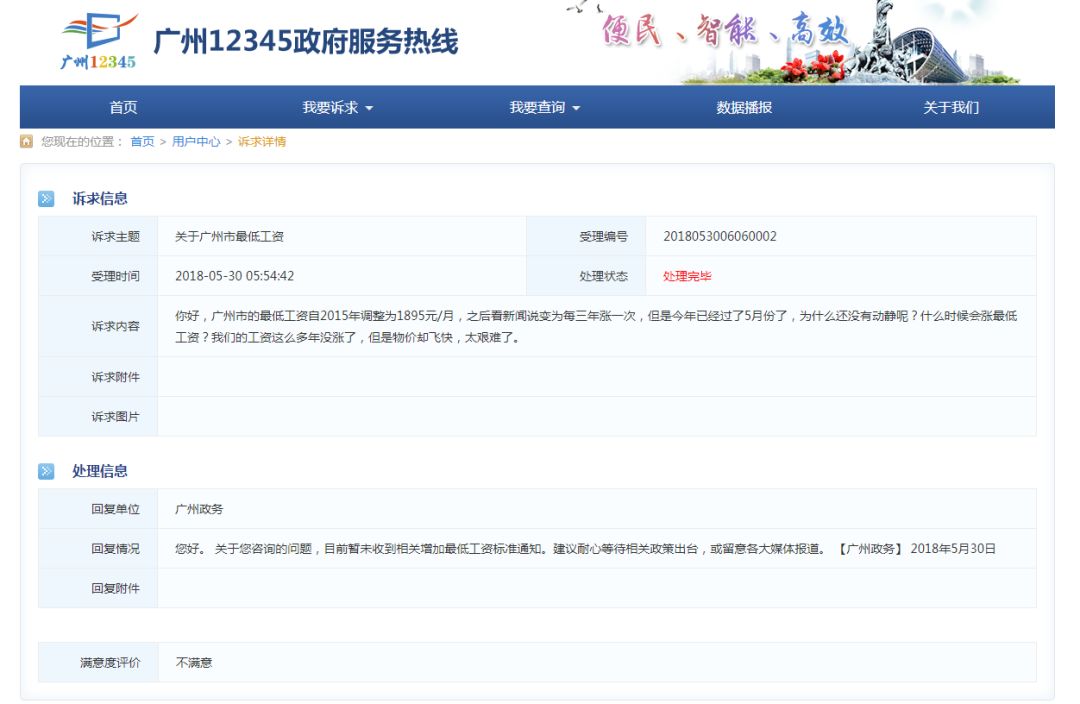 广州12345
广州12345政府服务热线
便民、智能、高效
首页 我要诉求 我要查询 数据播报 关于我们
您现在的位置： 首页 > 用户中心 > 诉求详情
诉求信息
诉求主题 关于广州市最低工资 受理编号 2018053006060002
受理时间 2018-05-30 05:54:42 处理状态 处理完毕
诉求内容 你好，广州市的最低工资自2015年调整为1895元/月，之后看新闻说变为每三年涨一次，但是今年已经过了5月份了，为什么还没有动静呢？什么时候会涨最低
工资？我们的工资这么多年没涨了，但是物价却飞快，太艰难了。
诉求附件
诉求图片
处理信息
回复单位 广州政务
回复情况 您好。 关于您咨询的问题，目前暂未收到相关增加最低工资标准通知。建议耐心等待相关政策出台，或留意各大媒体报道。 【广州政务】 2018年5月30日
回复附件
满意度评价 不满意